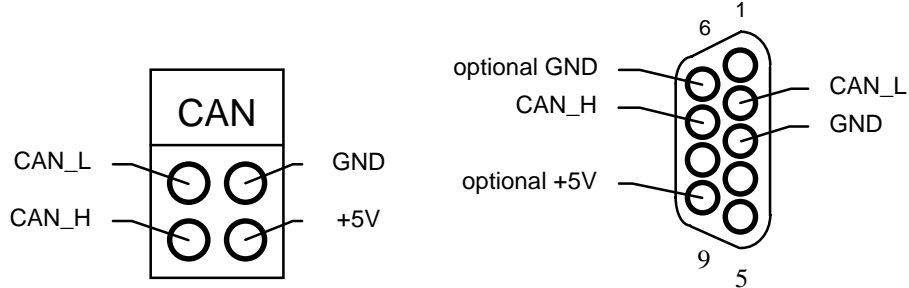 CAN
CAN_L
GND
CAN_H
+5V
1
6
optional GND
CAN_L
CAN_H
GND
optional +5V
9
5